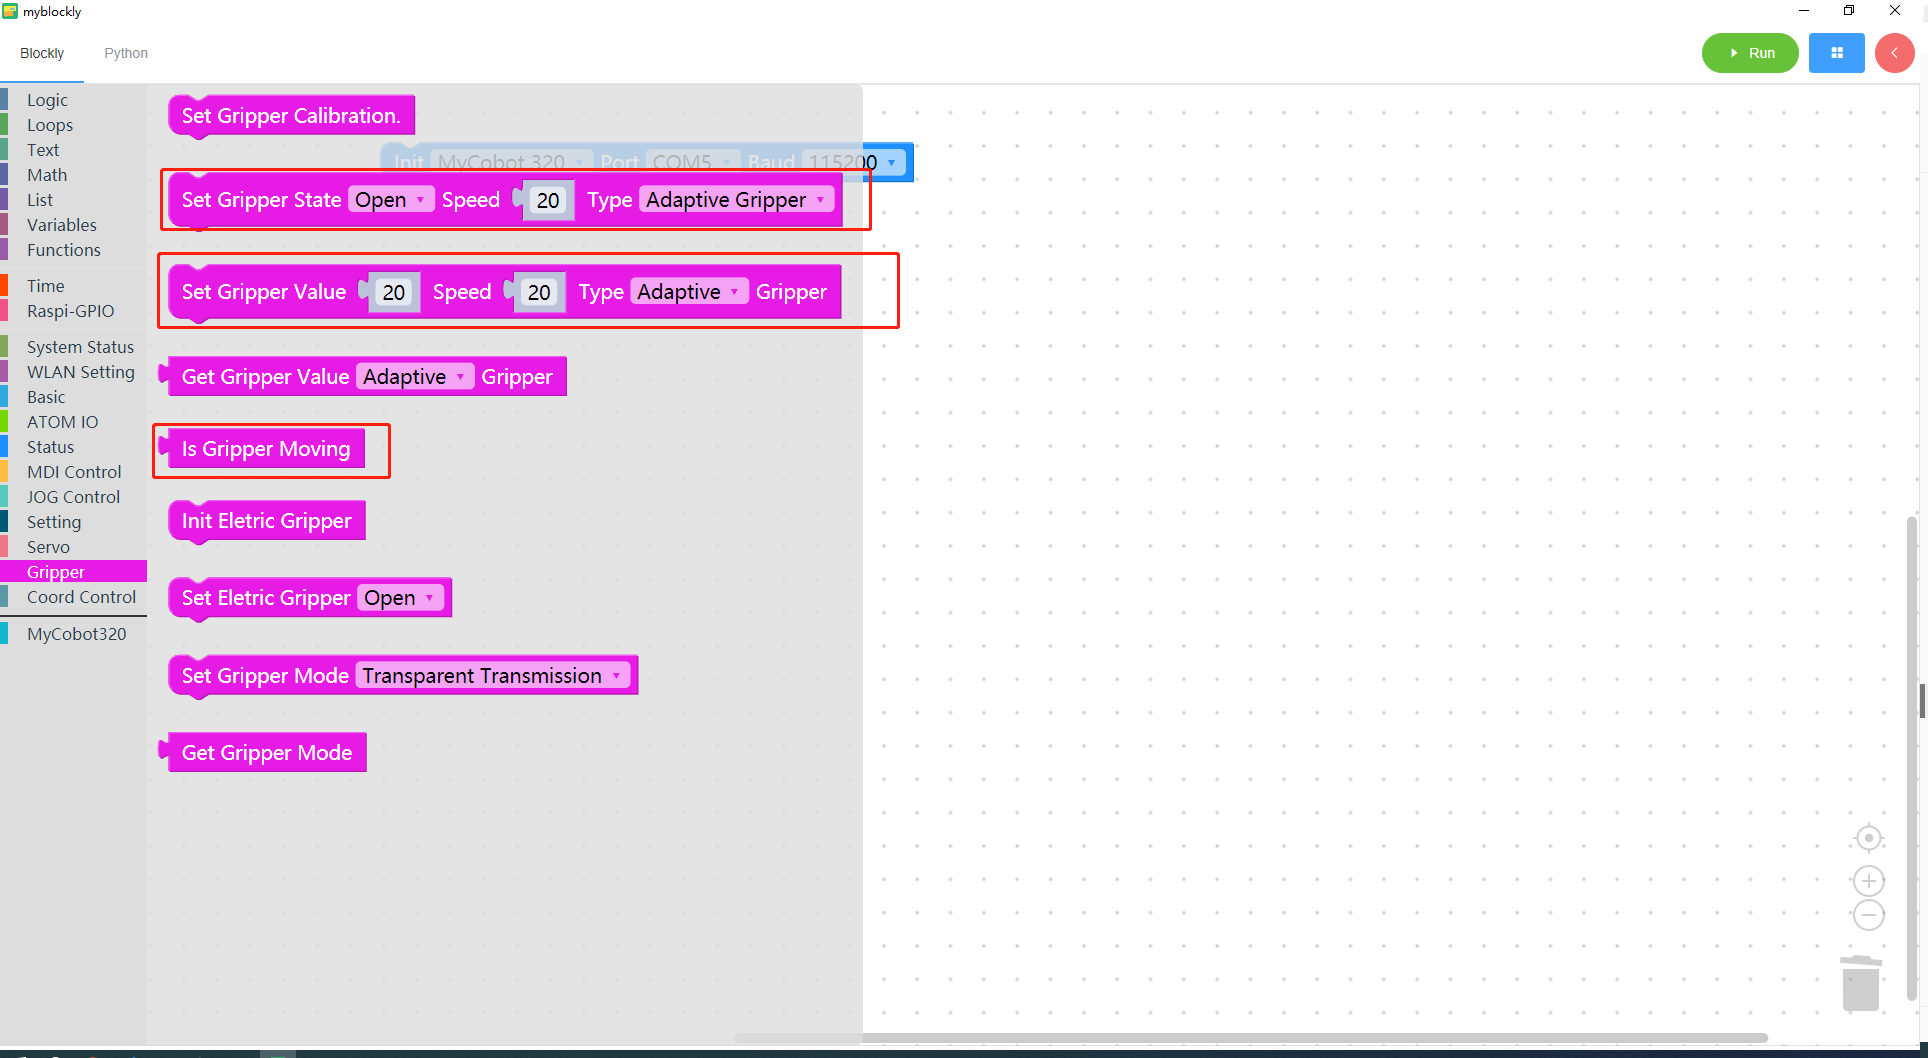 myblockly
Blockly Python Run
Logic
Loops
Text
Math
List
Variables
Functions
Time
Raspi-GPIO
System Status
WLAN Setting
Basic
ATOM IO
Status
MDI Control
JOG Control
Setting
Servo
Gripper
Coord Control
MyCobot320
Set Gripper Calibration.
Init MyCobot 320 Port COM5 Baud 115200
Set Gripper State Open Speed 20 Type Adaptive Gripper
Set Gripper Value 20 Speed 20 Type Adaptive Gripper
Get Gripper Value Adaptive Gripper
Is Gripper Moving
Init Eletric Gripper
Set Eletric Gripper Open
Set Gripper Mode Transparent Transmission
Get Gripper Mode